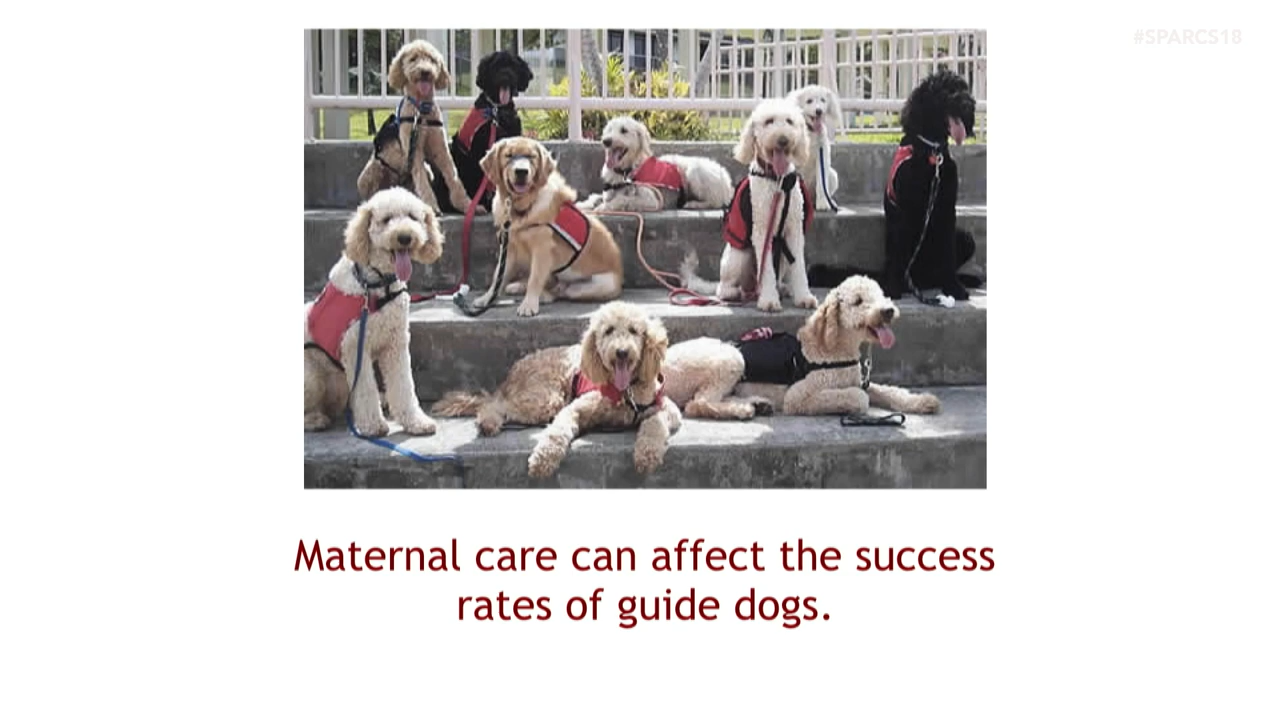 #SPARCS18
Maternal care can affect the success
rates of guide dogs.